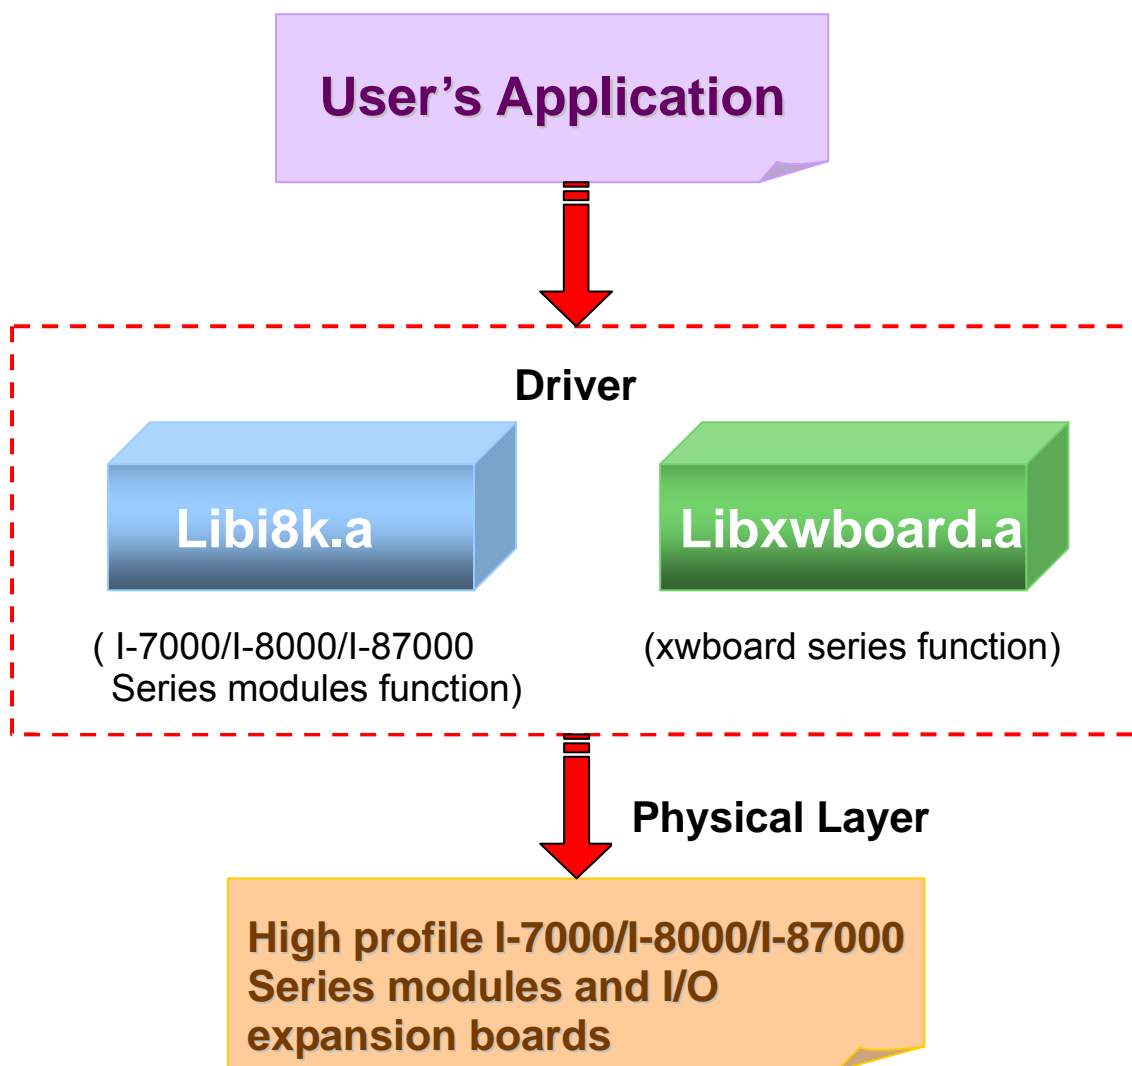 User’s Application
Driver
Libi8k.a
Libxwboard.a
( I-7000/I-8000/I-87000
Series modules function)
(xwboard series function)
Physical Layer
High profile I-7000/I-8000/I-87000
Series modules and I/O
expansion boards